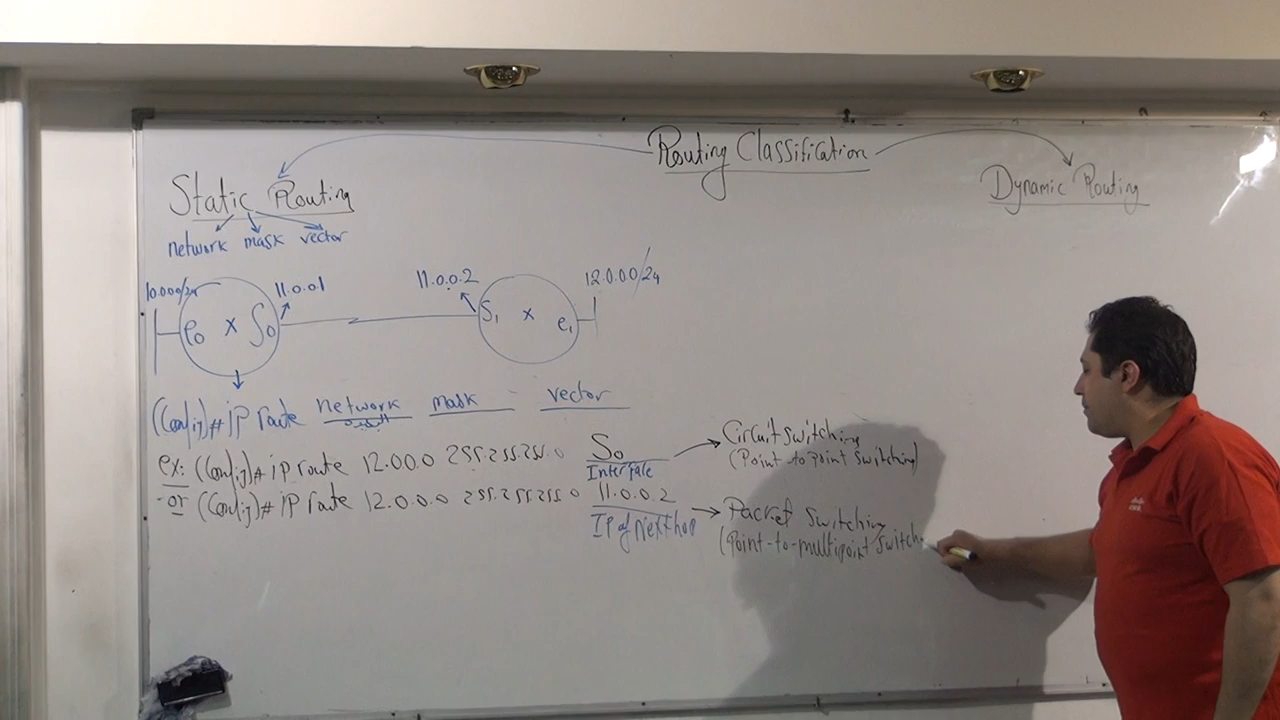 Routing Classification
Static Routing
Dynamic Routing
network mask vector
10.0.0.0/24
11.0.0.1
11.0.0.2
12.0.0.0/24
e0 x S0
S1 x e1
(Config)# ip route network mask vector
ex: (Config)# ip route 12.0.0.0 255.255.255.0 S0
Interface
or (Config)# ip route 12.0.0.0 255.255.255.0 11.0.0.2
IP of next hop
Circuit switching
(Point-to-point switching)
Packet Switching
(Point-to-multipoint switch